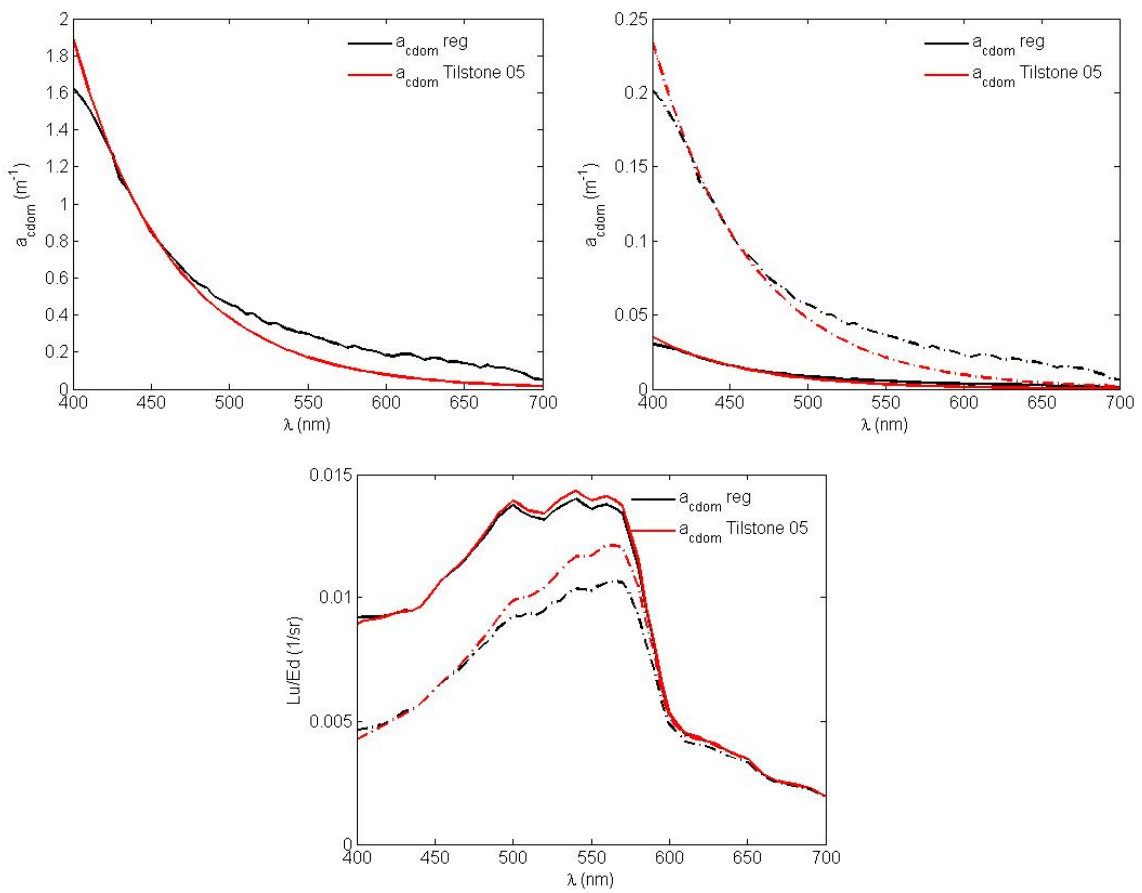 2
1.8
1.6
1.4
1.2
1
0.8
0.6
0.4
0.2
0
a_cdom (m⁻¹)
400 450 500 550 600 650 700
λ (nm)
a_cdom reg
a_cdom Tilstone 05
0.25
0.2
0.15
0.1
0.05
0
a_cdom (m⁻¹)
400 450 500 550 600 650 700
λ (nm)
a_cdom reg
a_cdom Tilstone 05
0.015
0.01
0.005
0
Lu/Ed (1/sr)
400 450 500 550 600 650 700
λ (nm)
a_cdom reg
a_cdom Tilstone 05